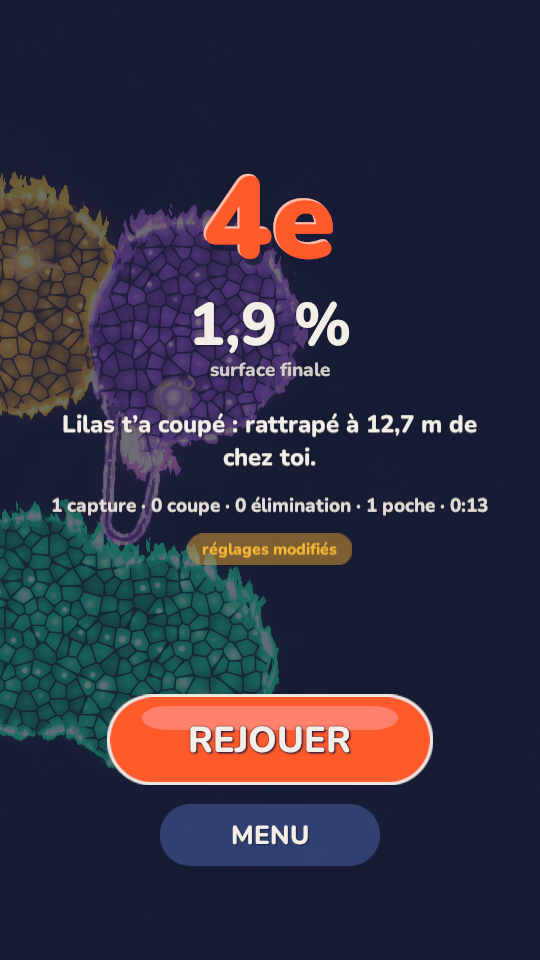 4e
1,9 %
surface finale
Lilas t’a coupé : rattrapé à 12,7 m de
chez toi.
1 capture · 0 coupe · 0 élimination · 1 poche · 0:13
réglages modifiés
REJOUER
MENU